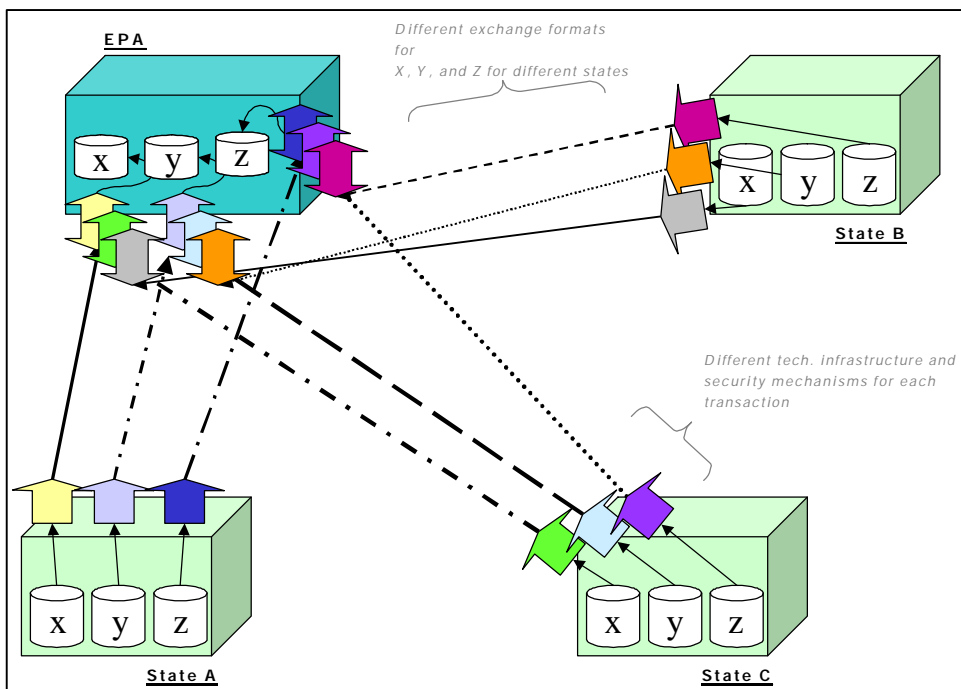 EPA
Different exchange formats
for
X, Y, and Z for different states
x y z
x y z
State B
Different tech. infrastructure and
security mechanisms for each
transaction
x y z
x y z
State A
State C